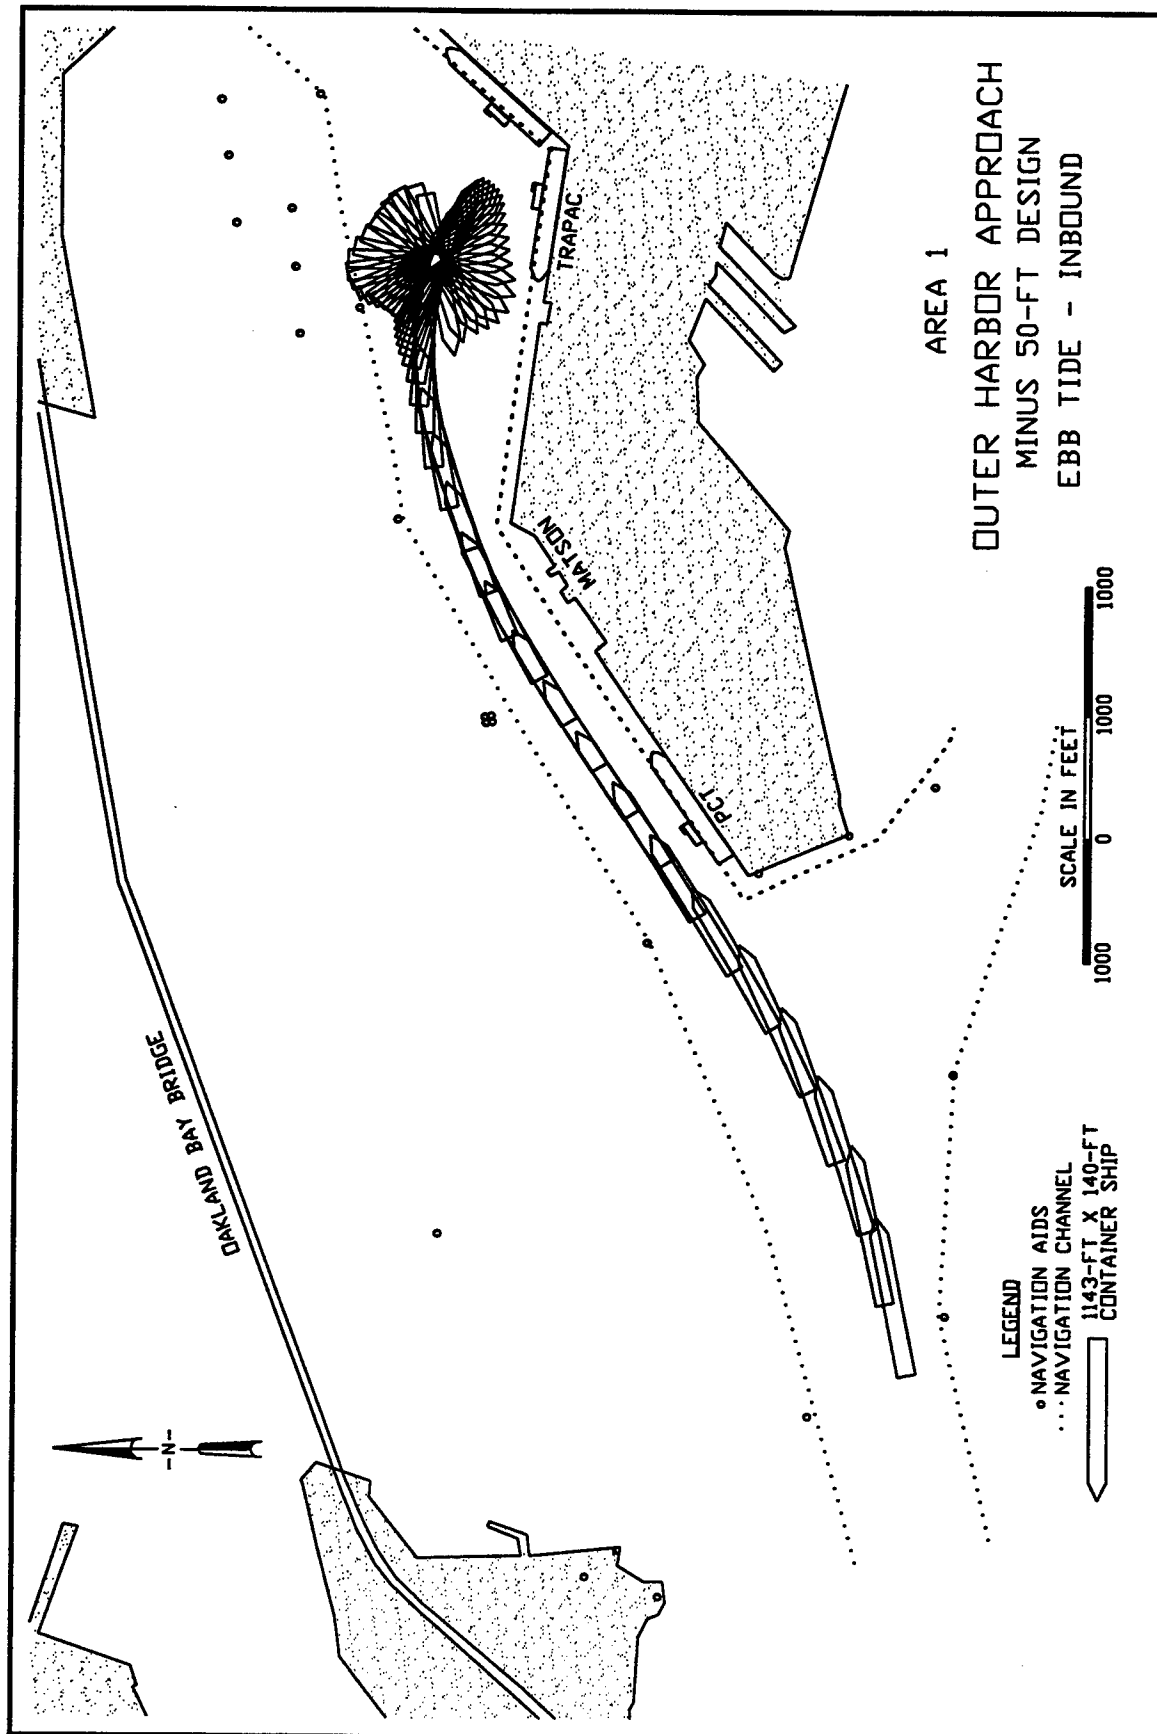 OAKLAND BAY BRIDGE
-N-
TRAPAC
MATSON
PCT
AREA 1
OUTER HARBOR APPROACH
MINUS 50-FT DESIGN
EBB TIDE - INBOUND
LEGEND
NAVIGATION AIDS
NAVIGATION CHANNEL
1143-FT X 140-FT
CONTAINER SHIP
SCALE IN FEET
1000 0 1000 1000